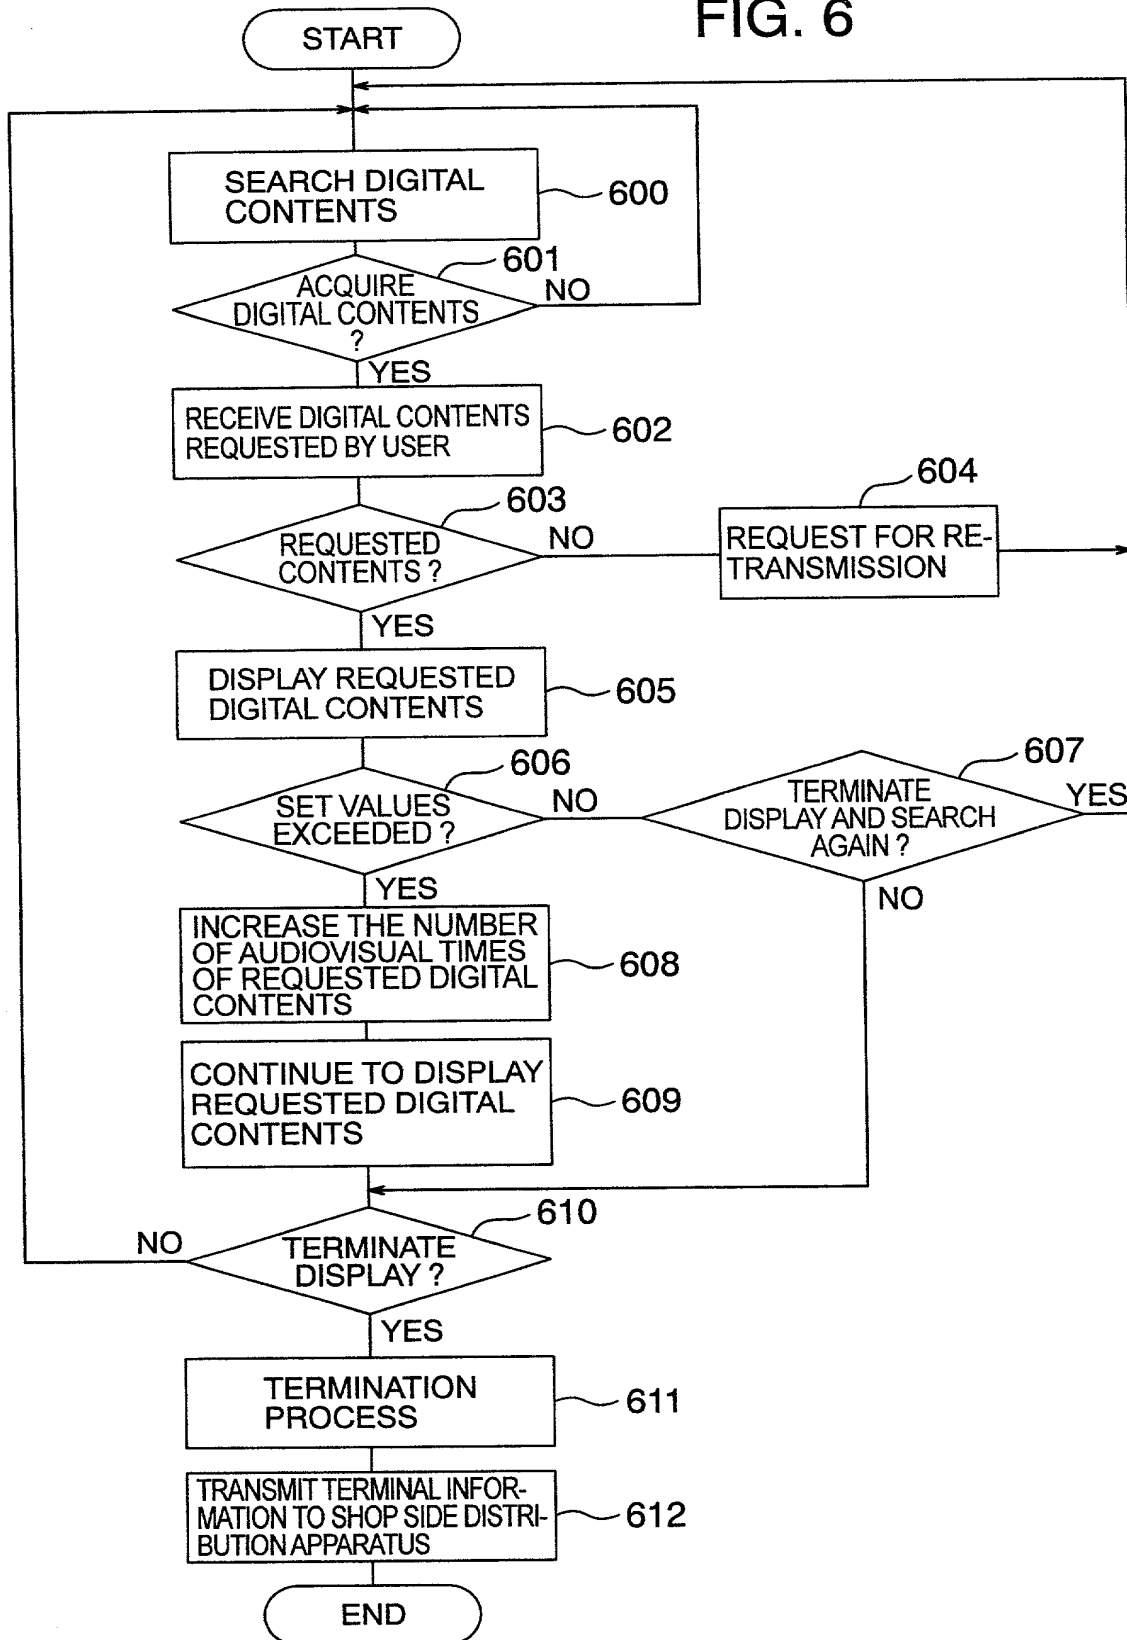 FIG. 6
START
SEARCH DIGITAL
CONTENTS
600
601
ACQUIRE
DIGITAL CONTENTS
?
NO
YES
RECEIVE DIGITAL CONTENTS
REQUESTED BY USER
602
603
REQUESTED
CONTENTS ?
NO
604
REQUEST FOR RE-
TRANSMISSION
YES
DISPLAY REQUESTED
DIGITAL CONTENTS
605
606
SET VALUES
EXCEEDED ?
NO
607
TERMINATE
DISPLAY AND SEARCH
AGAIN ?
YES
NO
YES
INCREASE THE NUMBER
OF AUDIOVISUAL TIMES
OF REQUESTED DIGITAL
CONTENTS
608
CONTINUE TO DISPLAY
REQUESTED DIGITAL
CONTENTS
609
610
NO
TERMINATE
DISPLAY ?
YES
TERMINATION
PROCESS
611
TRANSMIT TERMINAL INFOR-
MATION TO SHOP SIDE DISTRI-
BUTION APPARATUS
612
END